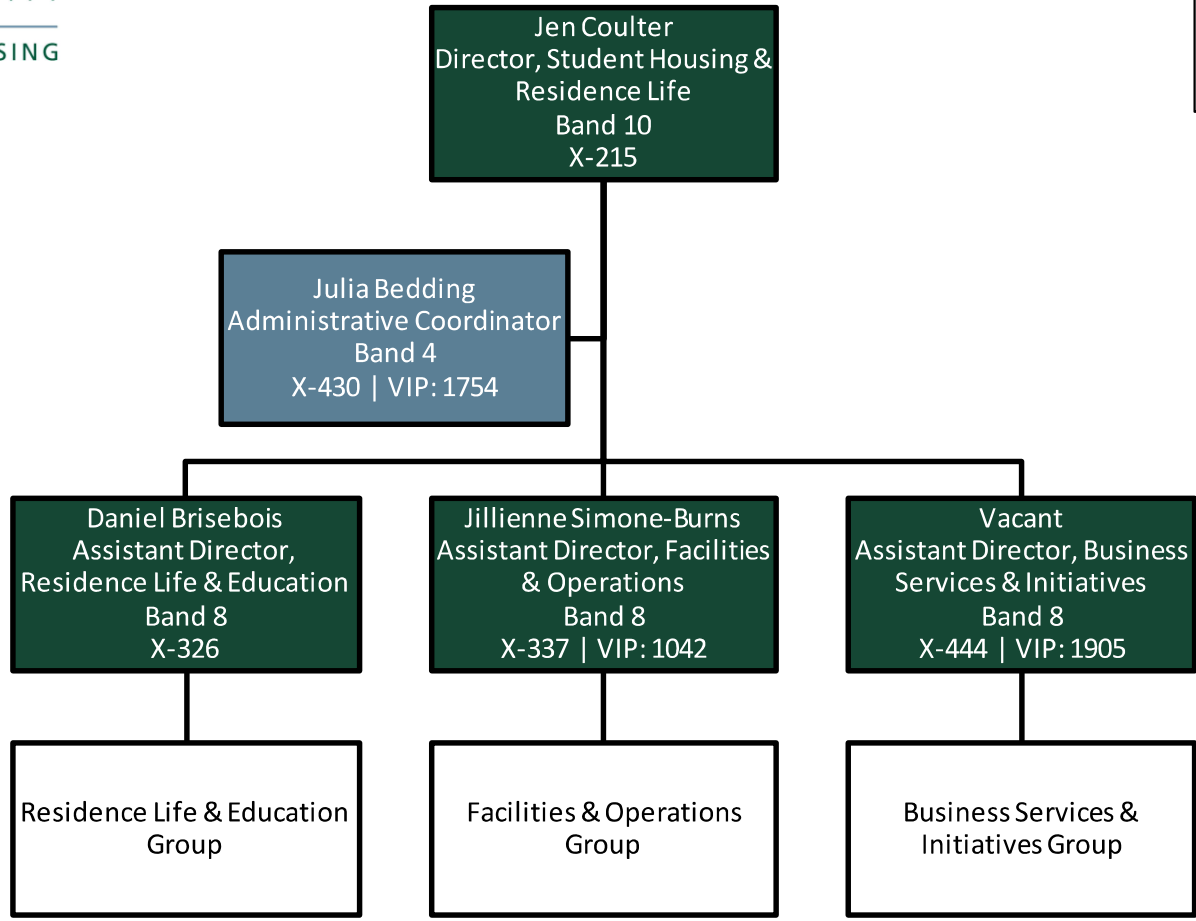 SING
Jen Coulter
Director, Student Housing &
Residence Life
Band 10
X-215
Julia Bedding
Administrative Coordinator
Band 4
X-430 | VIP: 1754
Daniel Brisebois
Assistant Director,
Residence Life & Education
Band 8
X-326
Jillienne Simone-Burns
Assistant Director, Facilities
& Operations
Band 8
X-337 | VIP: 1042
Vacant
Assistant Director, Business
Services & Initiatives
Band 8
X-444 | VIP: 1905
Residence Life & Education
Group
Facilities & Operations
Group
Business Services &
Initiatives Group